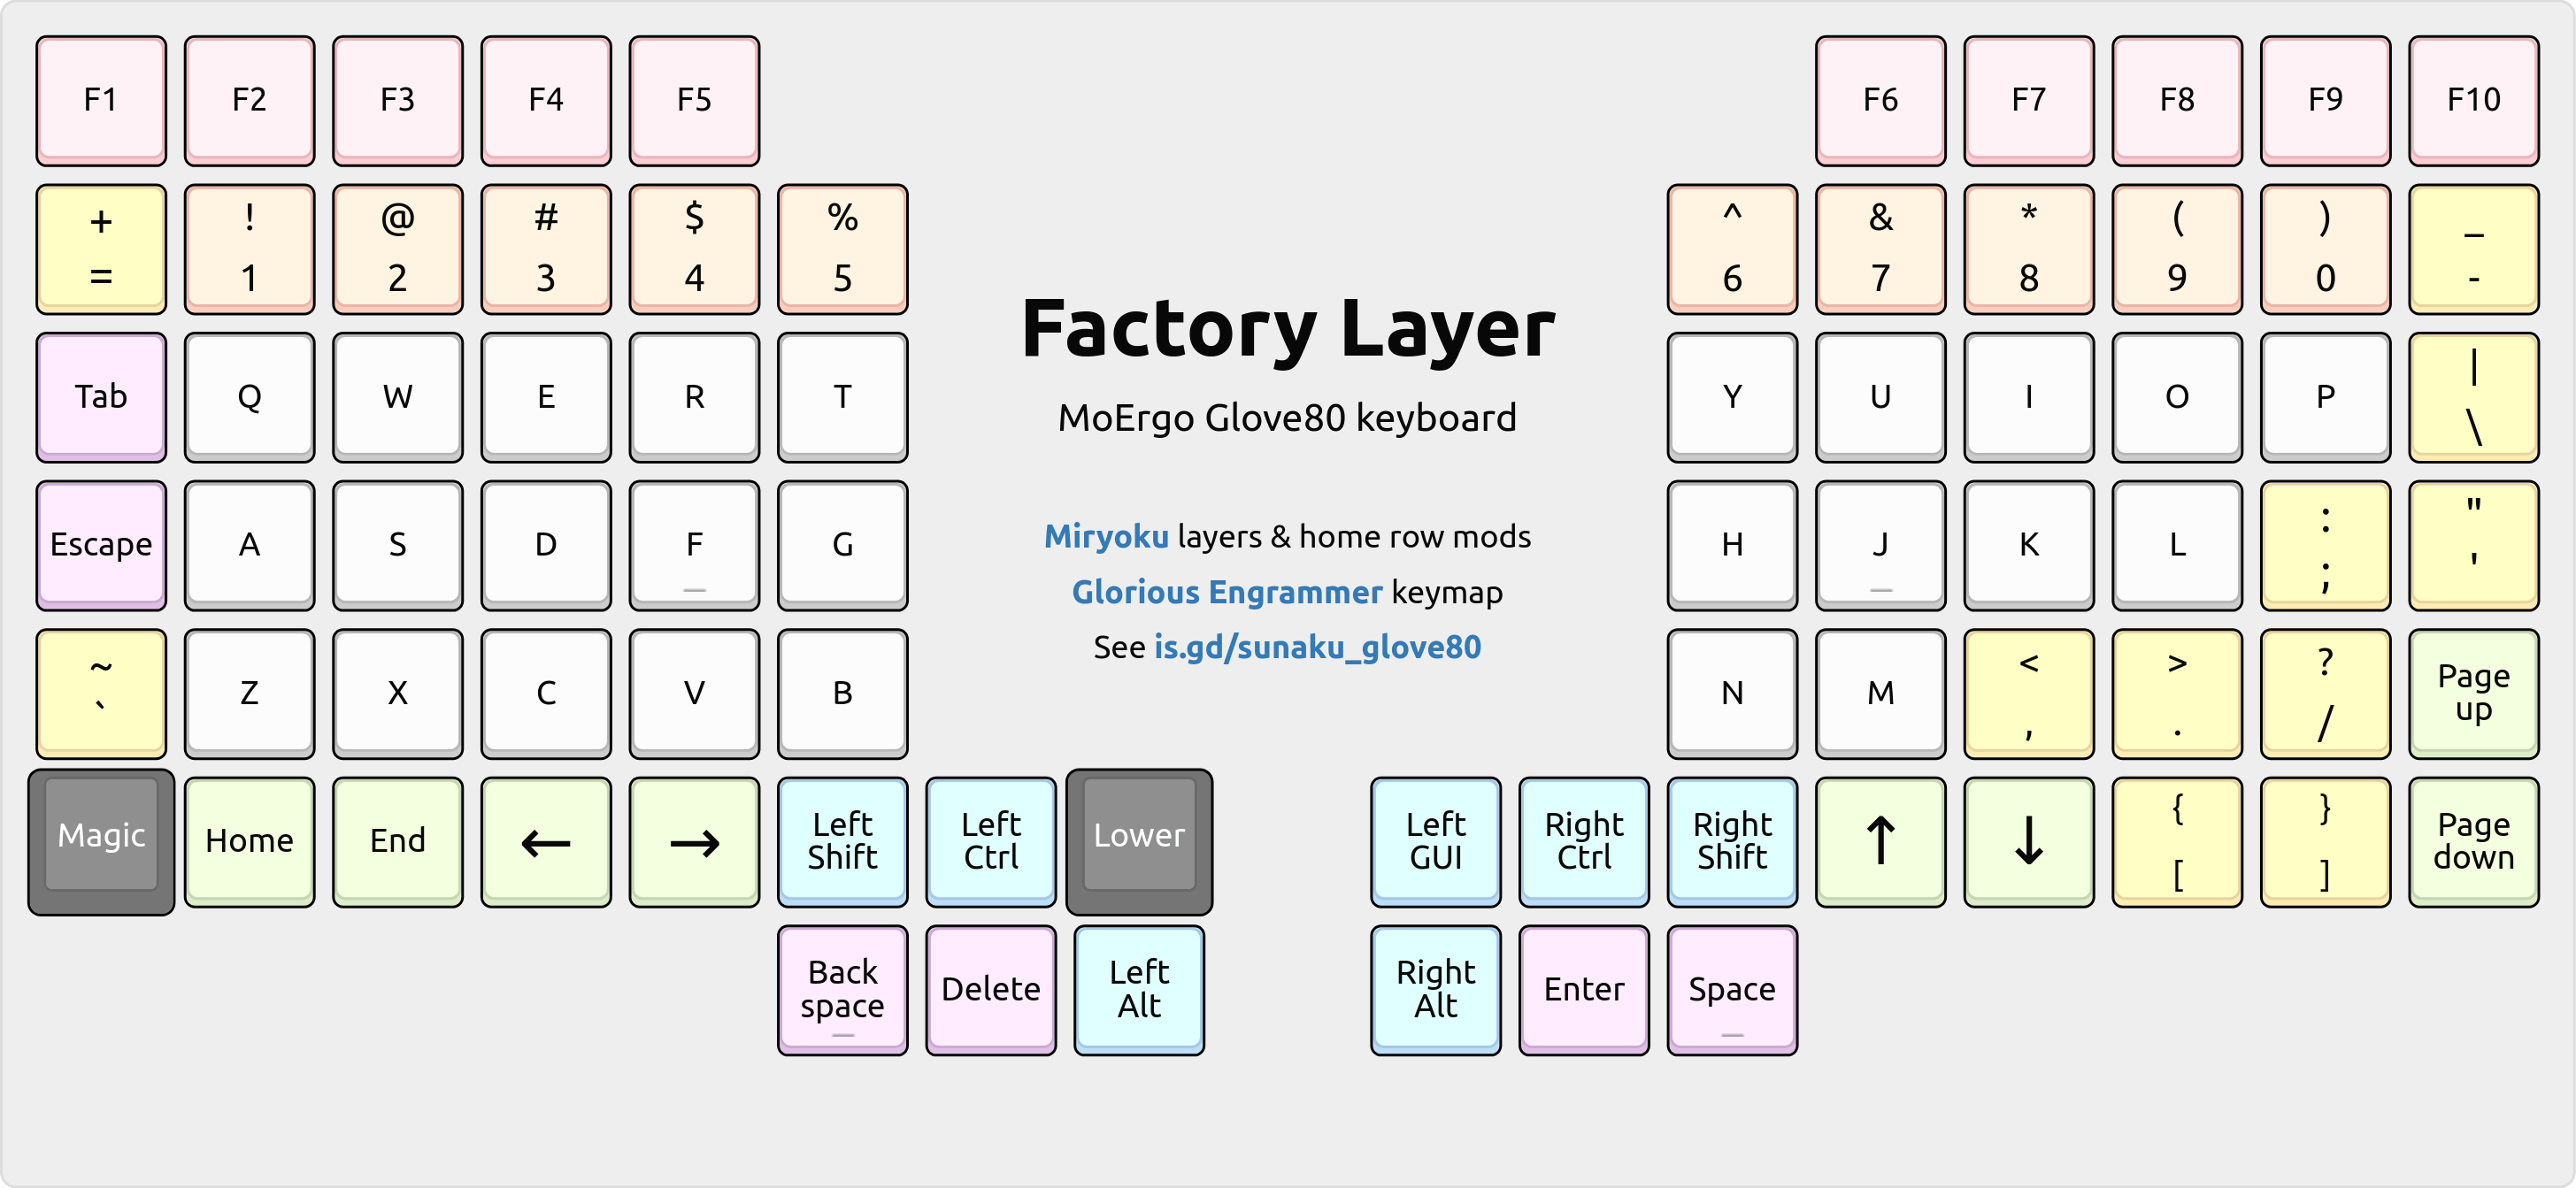 F1 F2 F3 F4 F5 F6 F7 F8 F9 F10
+ ! @ # $ % ^ & * ( ) _
= 1 2 3 4 5 6 7 8 9 0 -
Factory Layer
MoErgo Glove80 keyboard
Miryoku layers & home row mods
Glorious Engrammer keymap
See is.gd/sunaku_glove80
Tab Q W E R T Y U I O P |
\
Escape A S D F G H J K L : "
_ _ ; '
~ Z X C V B N M < > ? Page
` , . / up
Magic Home End ← → Left Left Lower Left Right Right ↑ ↓ { } Page
Shift Ctrl GUI Ctrl Shift [ ] down
Back Delete Left Right Enter Space
space Alt Alt
_ _